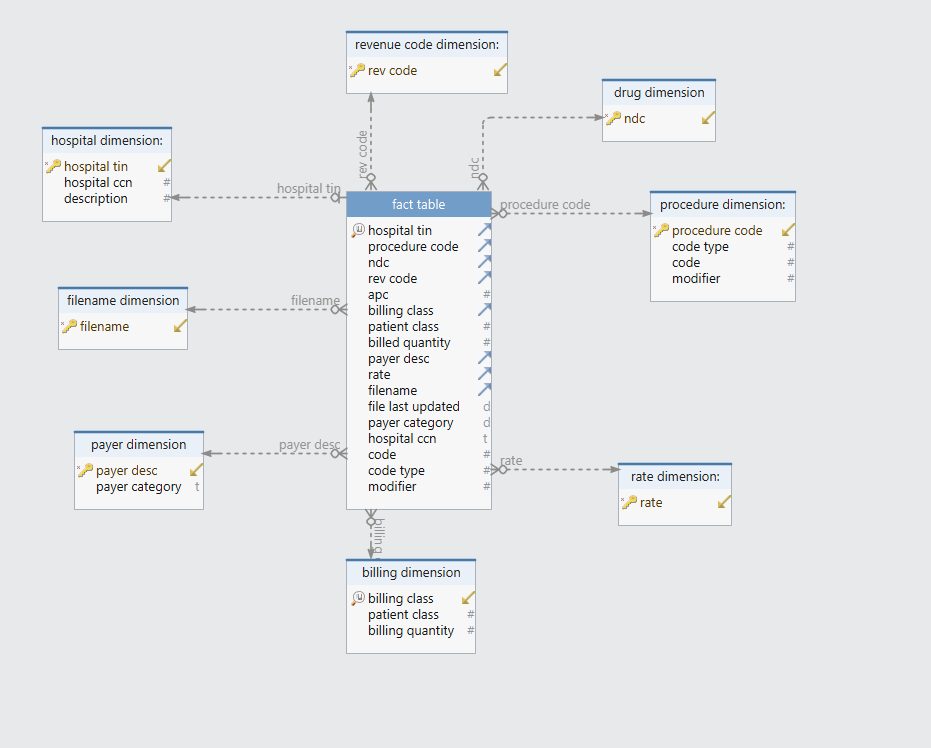 revenue code dimension:
rev code
drug dimension
ndc
hospital dimension:
hospital tin
hospital ccn #
description #
rev code
ndc
hospital tin
fact table
hospital tin
procedure code
ndc
rev code
apc #
billing class
patient class #
billed quantity #
payer desc
rate
filename
file last updated d
payer category d
hospital ccn t
code #
code type #
modifier #
procedure code
procedure dimension:
procedure code
code type #
code #
modifier #
filename
filename dimension
filename
payer desc
payer dimension
payer desc
payer category t
rate
rate dimension:
rate
billing
billing dimension
billing class
patient class #
billing quantity #